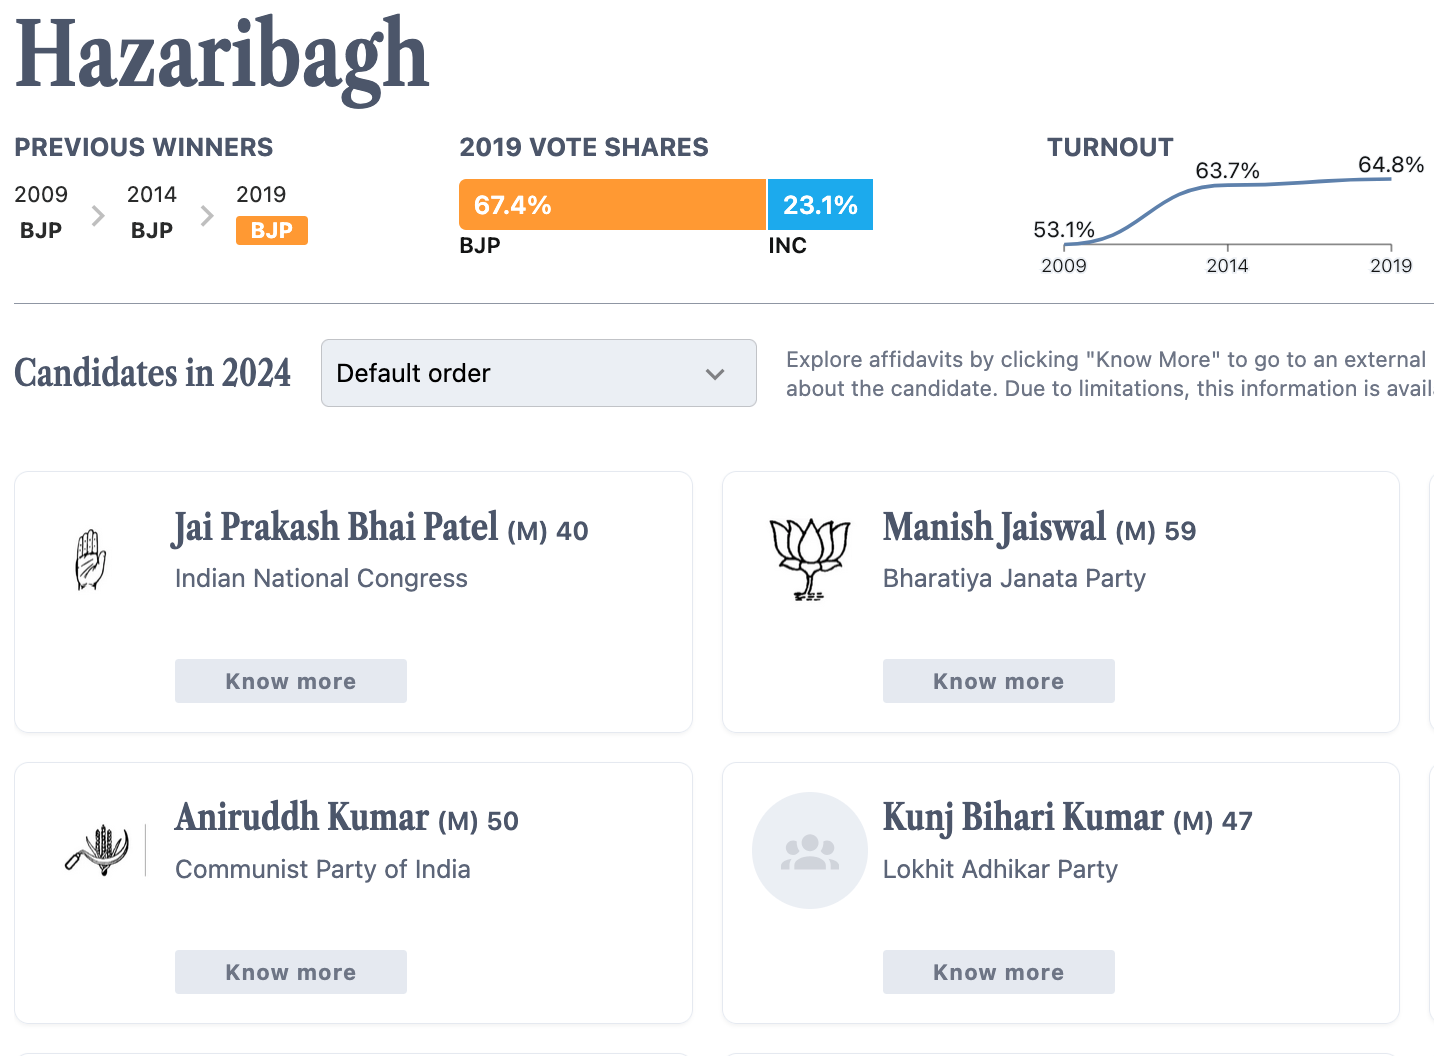 Hazaribagh
PREVIOUS WINNERS
2009
BJP
2014
BJP
2019
BJP
2019 VOTE SHARES
67.4%
23.1%
BJP
INC
TURNOUT
53.1%
63.7%
64.8%
2009
2014
2019
Candidates in 2024
Default order
Explore affidavits by clicking "Know More" to go to an external
about the candidate. Due to limitations, this information is avail
Jai Prakash Bhai Patel (M) 40
Indian National Congress
Know more
Manish Jaiswal (M) 59
Bharatiya Janata Party
Know more
Aniruddh Kumar (M) 50
Communist Party of India
Know more
Kunj Bihari Kumar (M) 47
Lokhit Adhikar Party
Know more